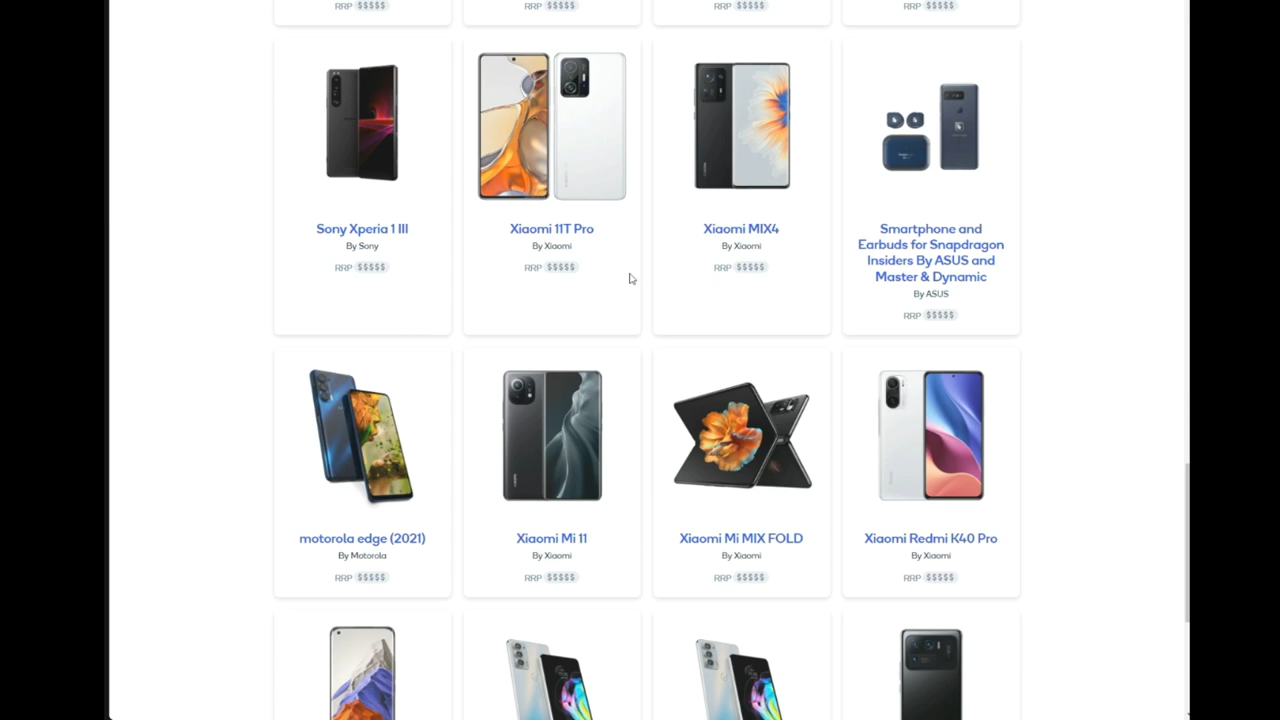 RRP $$$$$
RRP $$$$$
RRP $$$$$
RRP $$$$$
Sony Xperia 1 III
By Sony
RRP $$$$$
Xiaomi 11T Pro
By Xiaomi
RRP $$$$$
Xiaomi MIX4
By Xiaomi
RRP $$$$$
Smartphone and
Earbuds for Snapdragon
Insiders By ASUS and
Master & Dynamic
By ASUS
RRP $$$$$
motorola edge (2021)
By Motorola
RRP $$$$$
Xiaomi Mi 11
By Xiaomi
RRP $$$$$
Xiaomi Mi MIX FOLD
By Xiaomi
RRP $$$$$
Xiaomi Redmi K40 Pro
By Xiaomi
RRP $$$$$